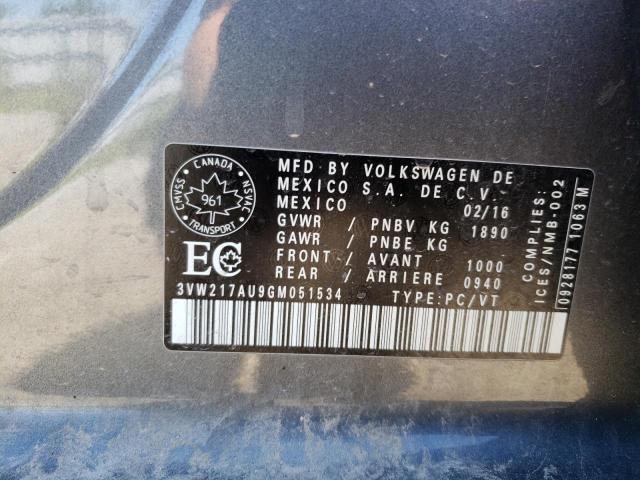 CANADA
CMVSS
961
NSVAC
TRANSPORT
EC
MFD BY VOLKSWAGEN DE
MEXICO S.A. DE C.V.
MEXICO 02/16
GVWR / PNBV KG 1890
GAWR / PNBE KG
FRONT / AVANT 1000
REAR / ARRIERE 0940
3VW217AU9GM051534 TYPE:PC/VT
COMPLIES:
ICES/NMB-002
10928177 1063 M